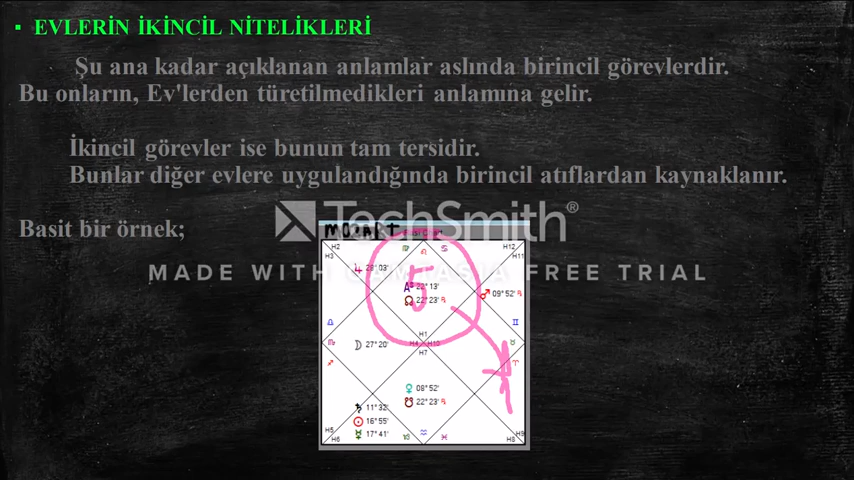 ▪ EVLERİN İKİNCİL NİTELİKLERİ
Şu ana kadar açıklanan anlamlar aslında birincil görevlerdir.
Bu onların, Ev'lerden türetilmedikleri anlamına gelir.
İkincil görevler ise bunun tam tersidir.
Bunlar diğer evlere uygulandığında birincil atıflardan kaynaklanır.
Basit bir örnek;
TechSmith®
MADE WITH CAMTASIA FREE TRIAL
MOZART
H2
H12
H3
H11
28° 03'
5
23° 13'
22° 23' R
09° 52' R
H1
27° 20'
H4 H10
H7
08° 52'
22° 23' R
11° 32'
16° 55'
17° 41'
H5
H9
H6
H8